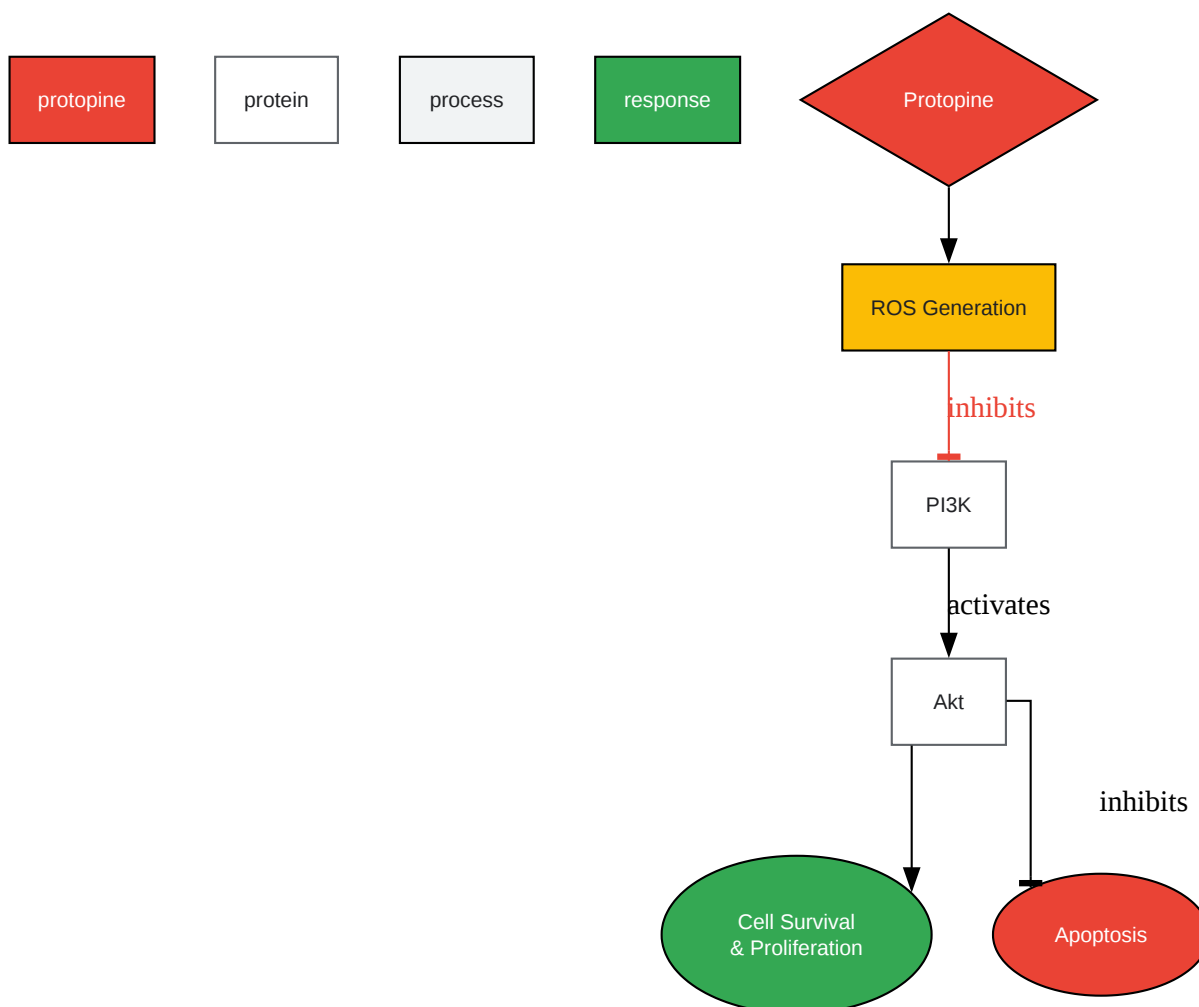 protopine
protein
process
response
Protopine
ROS Generation
inhibits
PI3K
activates
Akt
inhibits
Cell Survival
& Proliferation
Apoptosis